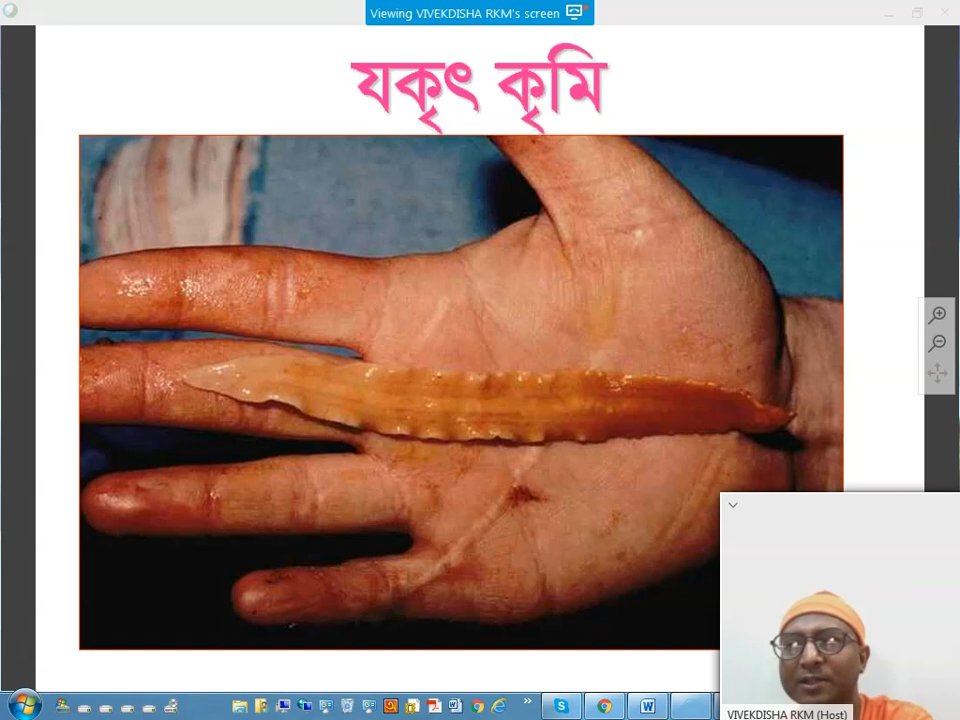 Viewing VIVEKDISHA RKM's screen
যকৃৎ কৃমি
VIVEKDISHA RKM (Host)